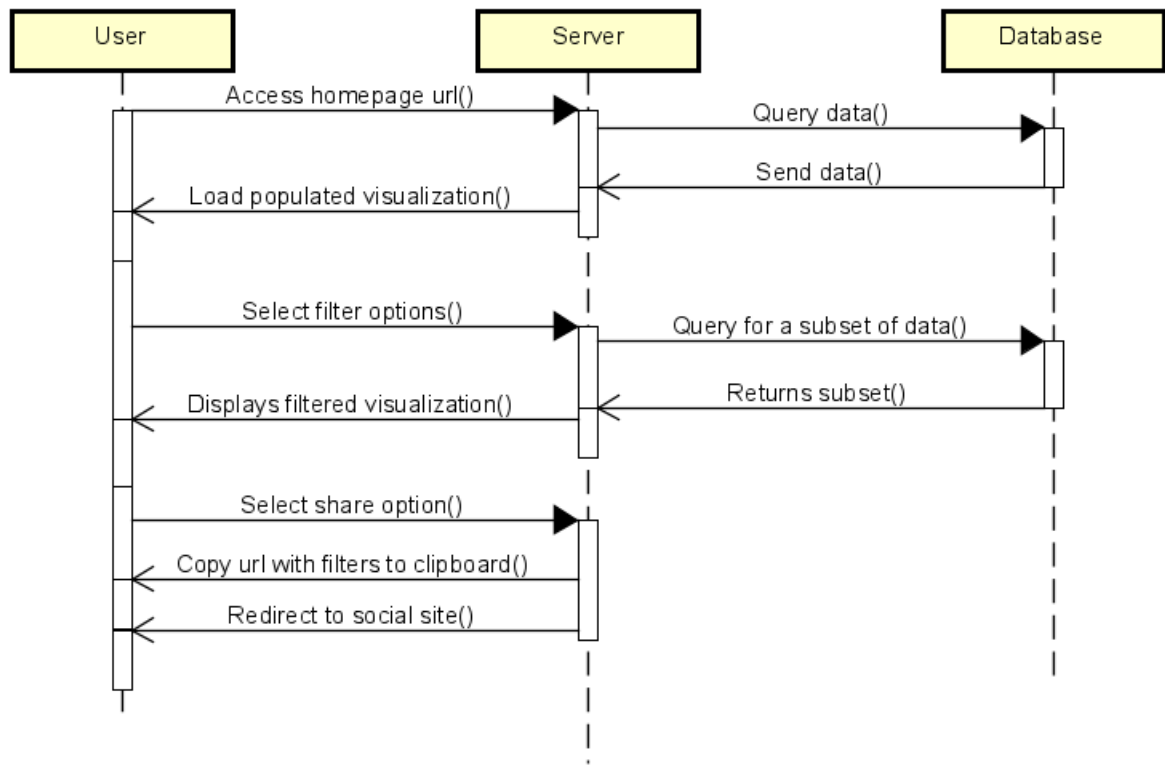 User
Server
Database
Access homepage url()
Query data()
Send data()
Load populated visualization()
Select filter options()
Query for a subset of data()
Returns subset()
Displays filtered visualization()
Select share option()
Copy url with filters to clipboard()
Redirect to social site()